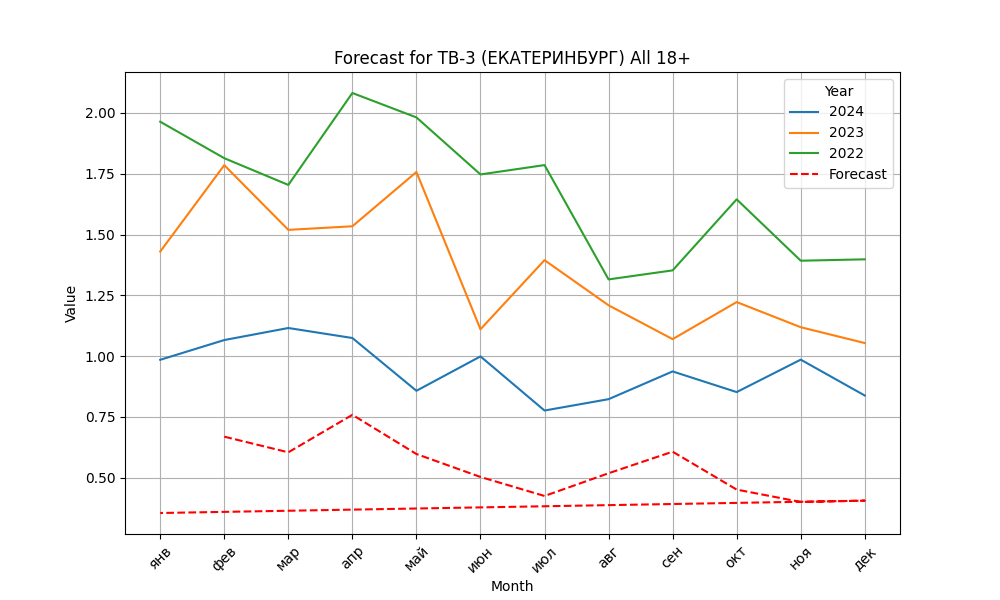 Forecast for ТВ-3 (ЕКАТЕРИНБУРГ) All 18+
Year
2024
2023
2022
Forecast
2.00
1.75
1.50
1.25
1.00
0.75
0.50
Value
янв
фев
мар
апр
май
июн
июл
авг
сен
окт
ноя
дек
Month